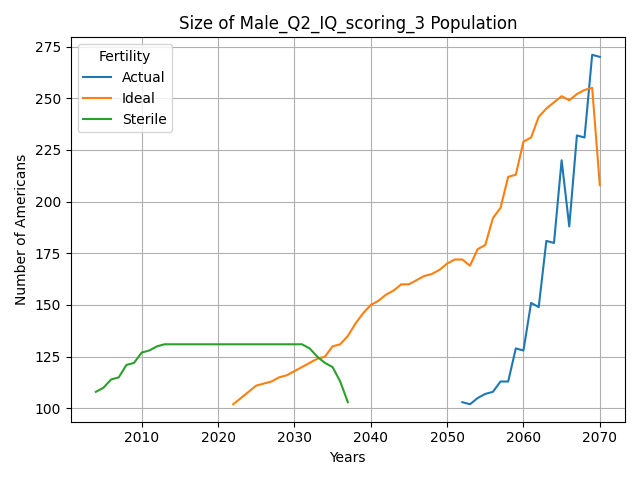 Size of Male_Q2_IQ_scoring_3 Population
Fertility
Actual
Ideal
Sterile
275
250
225
200
175
150
125
100
Number of Americans
2010
2020
2030
2040
2050
2060
2070
Years